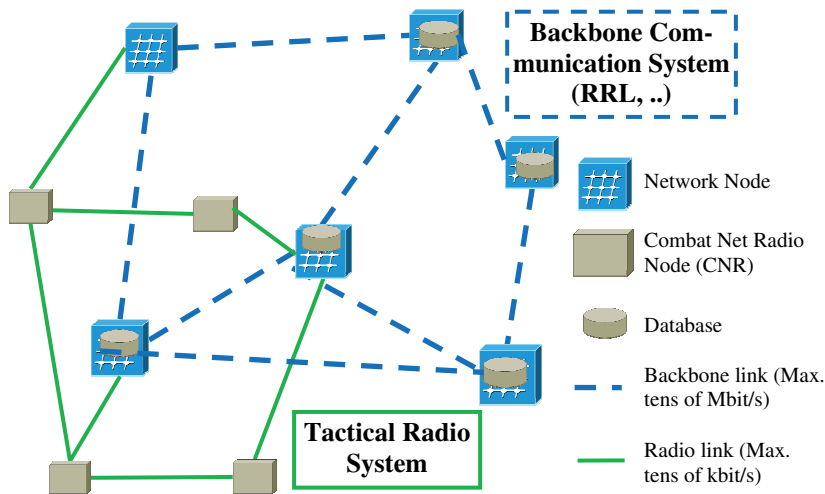 Backbone Com-
munication System
(RRL, ..)
Network Node
Combat Net Radio
Node (CNR)
Database
Backbone link (Max.
tens of Mbit/s)
Radio link (Max.
tens of kbit/s)
Tactical Radio
System